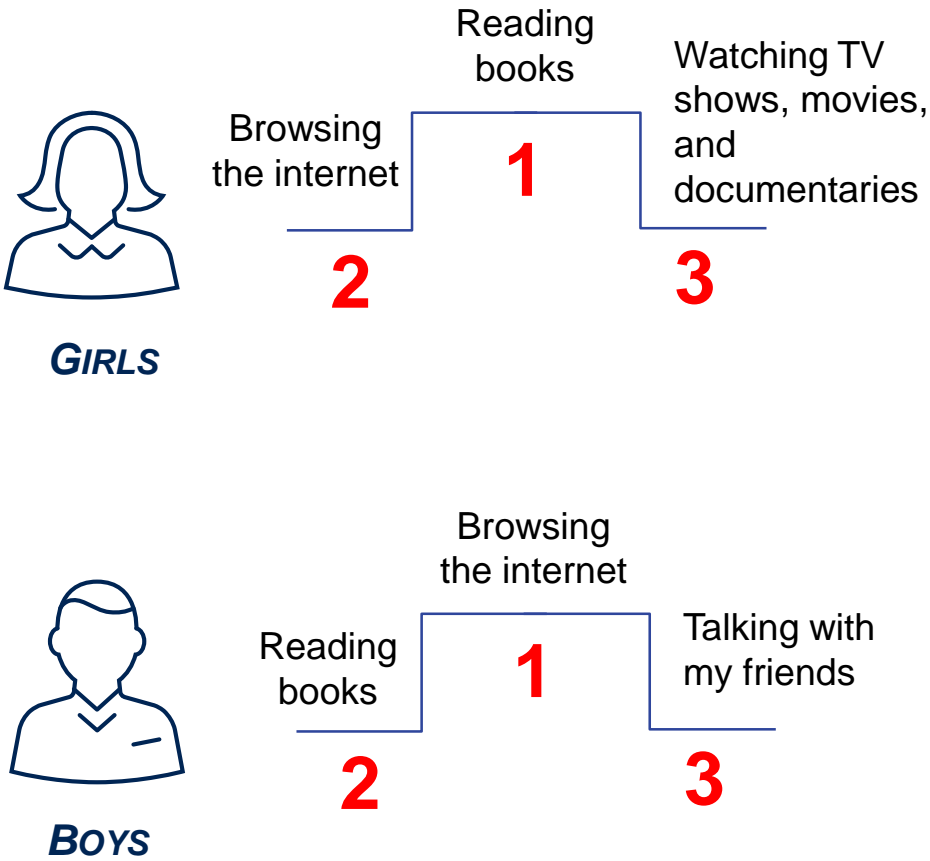 Reading
books
Watching TV
shows, movies,
and
documentaries
Browsing
the internet
1
2
3
GIRLS
Browsing
the internet
Reading
books
Talking with
my friends
1
2
3
BOYS